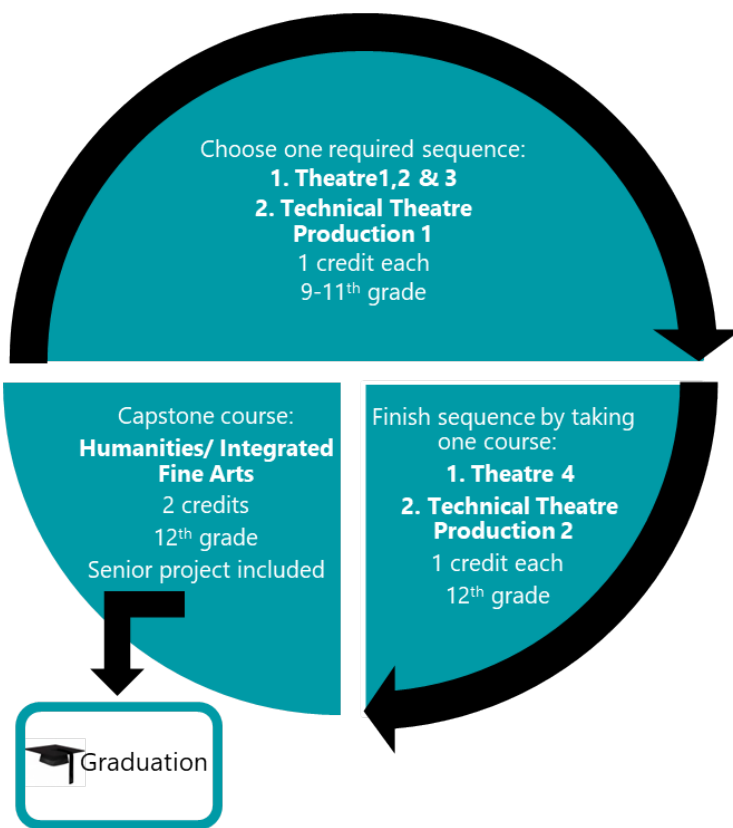 Choose one required sequence:
1. Theatre1,2 & 3
2. Technical Theatre
Production 1
1 credit each
9-11th grade
Finish sequence by taking
one course:
1. Theatre 4
2. Technical Theatre
Production 2
1 credit each
12th grade
Capstone course:
Humanities/ Integrated
Fine Arts
2 credits
12th grade
Senior project included
Graduation